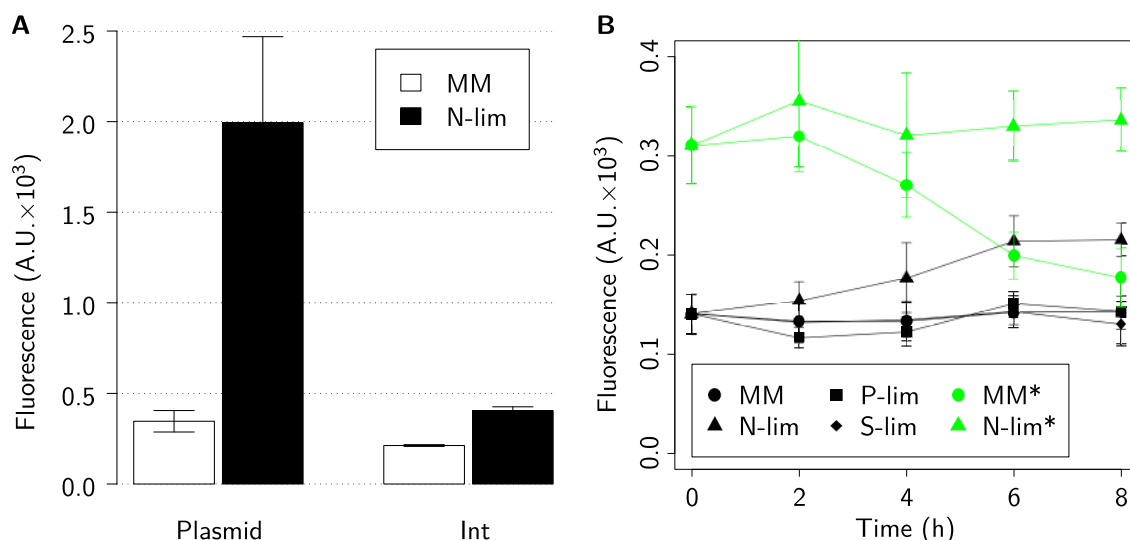 A
Fluorescence (A.U.×10³)
2.5
2.0
1.5
1.0
0.5
0.0
MM
N-lim
Plasmid
Int
B
Fluorescence (A.U.×10³)
0.4
0.3
0.2
0.1
0.0
MM P-lim MM*
N-lim S-lim N-lim*
0 2 4 6 8
Time (h)